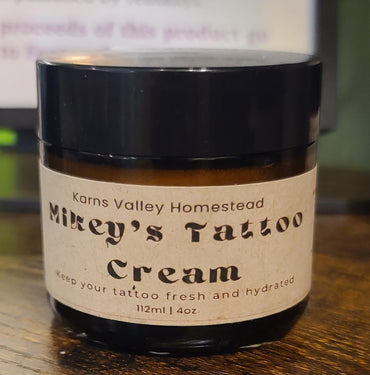 proceeds of this product go
Karns Valley Homestead
Mikey's Tattoo
Cream
Keep your tattoo fresh and hydrated
112ml | 4oz